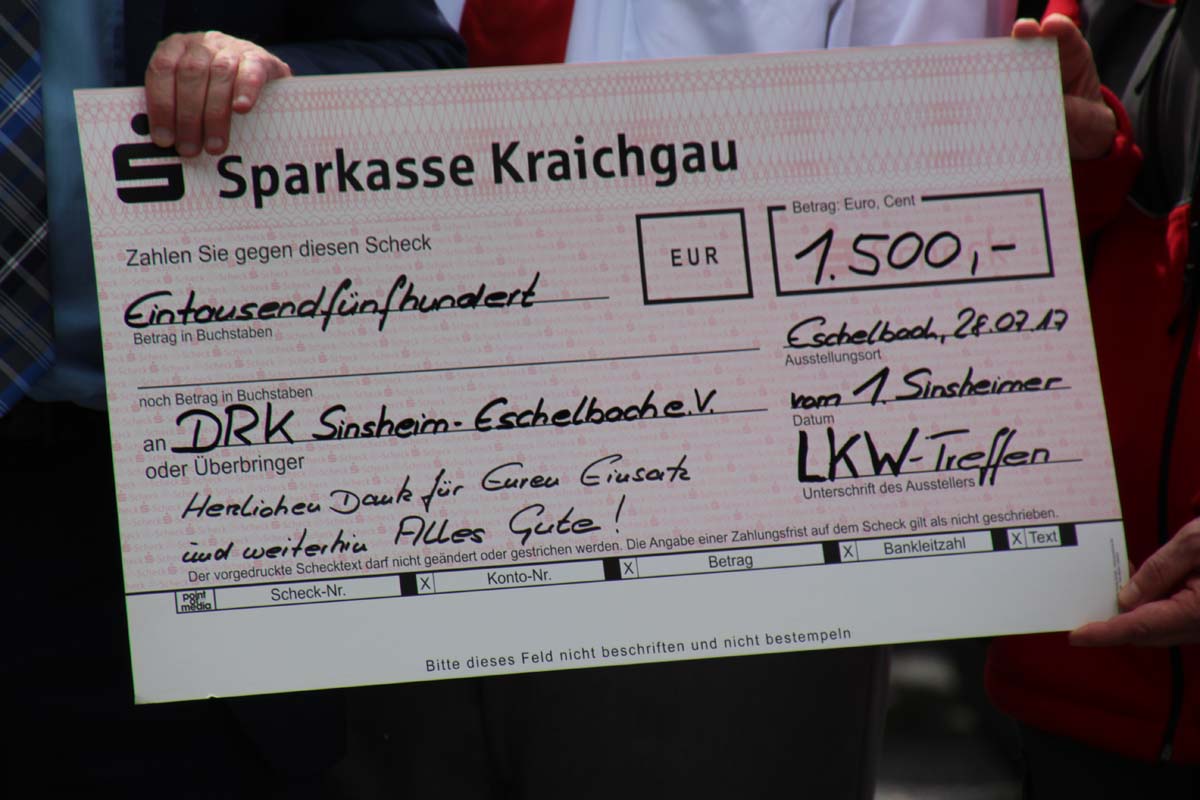 Sparkasse Kraichgau
Zahlen Sie gegen diesen Scheck
EUR
Betrag: Euro, Cent
1.500,-
Eintausendfünfhundert
Betrag in Buchstaben
Eschelbach, 28.07.17
Ausstellungsort
noch Betrag in Buchstaben
vom 1. Sinsheimer
Datum
an DRK Sinsheim-Eschelbach e.V.
oder Überbringer
LKW-Treffen
Unterschrift des Ausstellers
Herzlichen Dank für Euren Einsatz
und weiterhin Alles Gute!
Der vorgedruckte Schecktext darf nicht geändert oder gestrichen werden. Die Angabe einer Zahlungsfrist auf dem Scheck gilt als nicht geschrieben.
point of media
Scheck-Nr. X Konto-Nr. X Betrag X Bankleitzahl X Text
Bitte dieses Feld nicht beschriften und nicht bestempeln